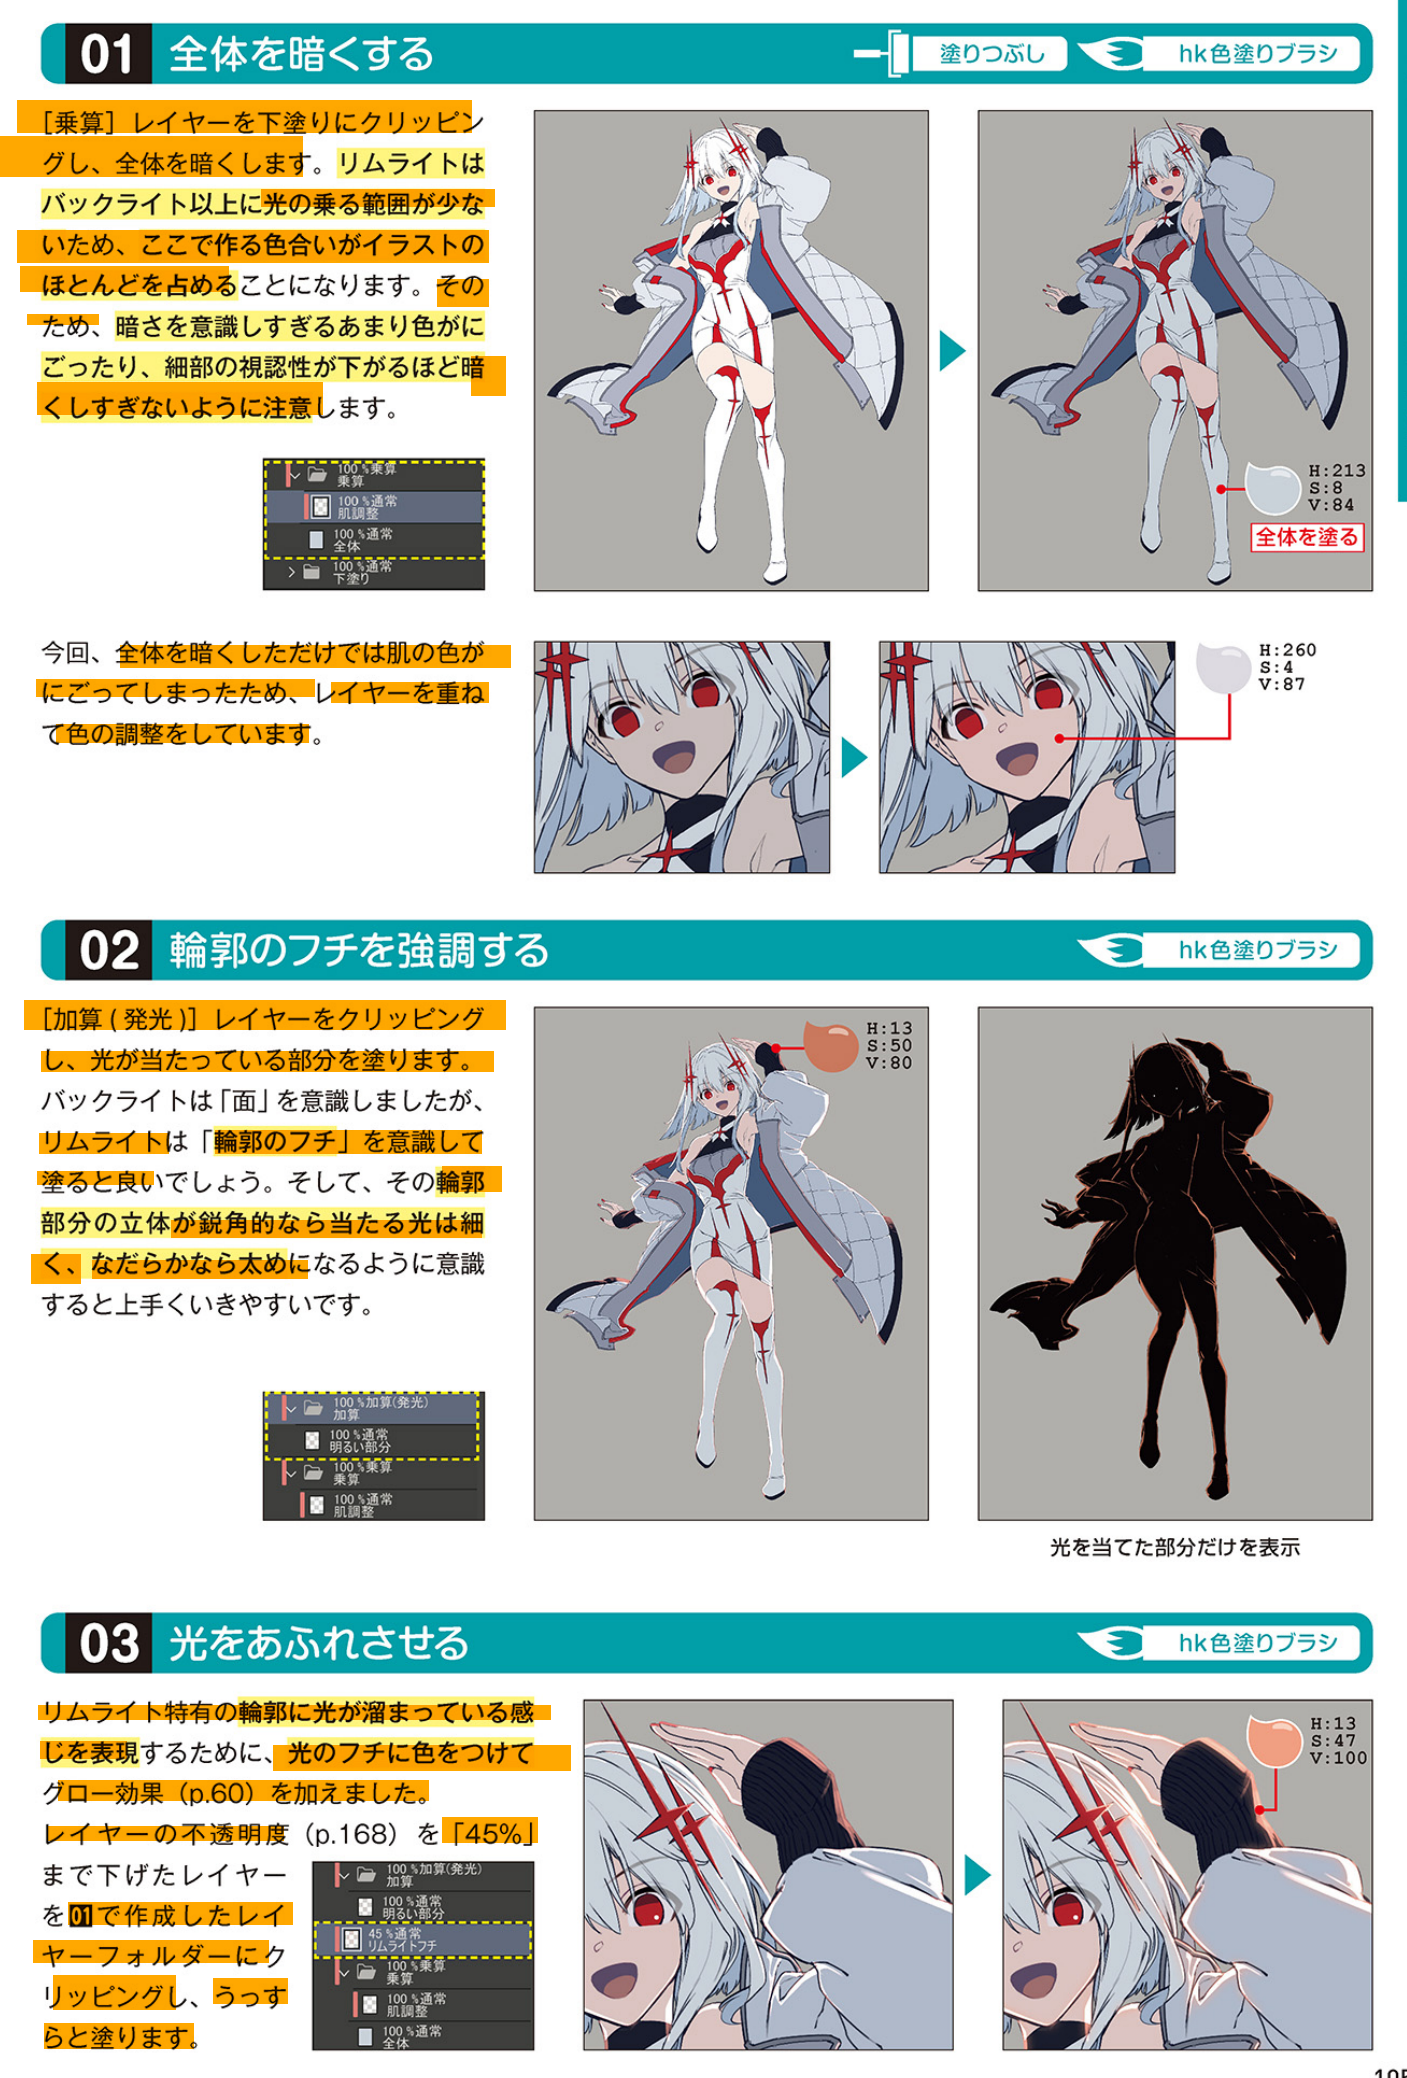 01 全体を暗くする
塗りつぶし
hk色塗りブラシ
［乗算］レイヤーを下塗りにクリッピン
グし、全体を暗くします。リムライトは
バックライト以上に光の乗る範囲が少な
いため、ここで作る色合いがイラストの
ほとんどを占めることになります。その
ため、暗さを意識しすぎるあまり色がに
ごったり、細部の視認性が下がるほど暗
くしすぎないように注意します。
100 %乗算
乗算
100 %通常
肌調整
100 %通常
全体
100 %通常
下塗り
H:213
S:8
V:84
全体を塗る
今回、全体を暗くしただけでは肌の色が
にごってしまったため、レイヤーを重ね
て色の調整をしています。
H:260
S:4
V:87
02 輪郭のフチを強調する
hk色塗りブラシ
［加算(発光)］レイヤーをクリッピング
し、光が当たっている部分を塗ります。
バックライトは「面」を意識しましたが、
リムライトは「輪郭のフチ」を意識して
塗ると良いでしょう。そして、その輪郭
部分の立体が鋭角的なら当たる光は細
く、なだらかなら太めになるように意識
すると上手くいきやすいです。
100 %加算(発光)
加算
100 %通常
明るい部分
100 %乗算
乗算
100 %通常
肌調整
H:13
S:50
V:80
光を当てた部分だけを表示
03 光をあふれさせる
hk色塗りブラシ
リムライト特有の輪郭に光が溜まっている感
じを表現するために、光のフチに色をつけて
グロー効果（p.60）を加えました。
レイヤーの不透明度（p.168）を「45%」
まで下げたレイヤー
を01で作成したレイ
ヤーフォルダーにク
リッピングし、うっす
らと塗ります。
100 %加算(発光)
加算
100 %通常
明るい部分
45 %通常
リムライトフチ
100 %乗算
乗算
100 %通常
肌調整
100 %通常
全体
H:13
S:47
V:100